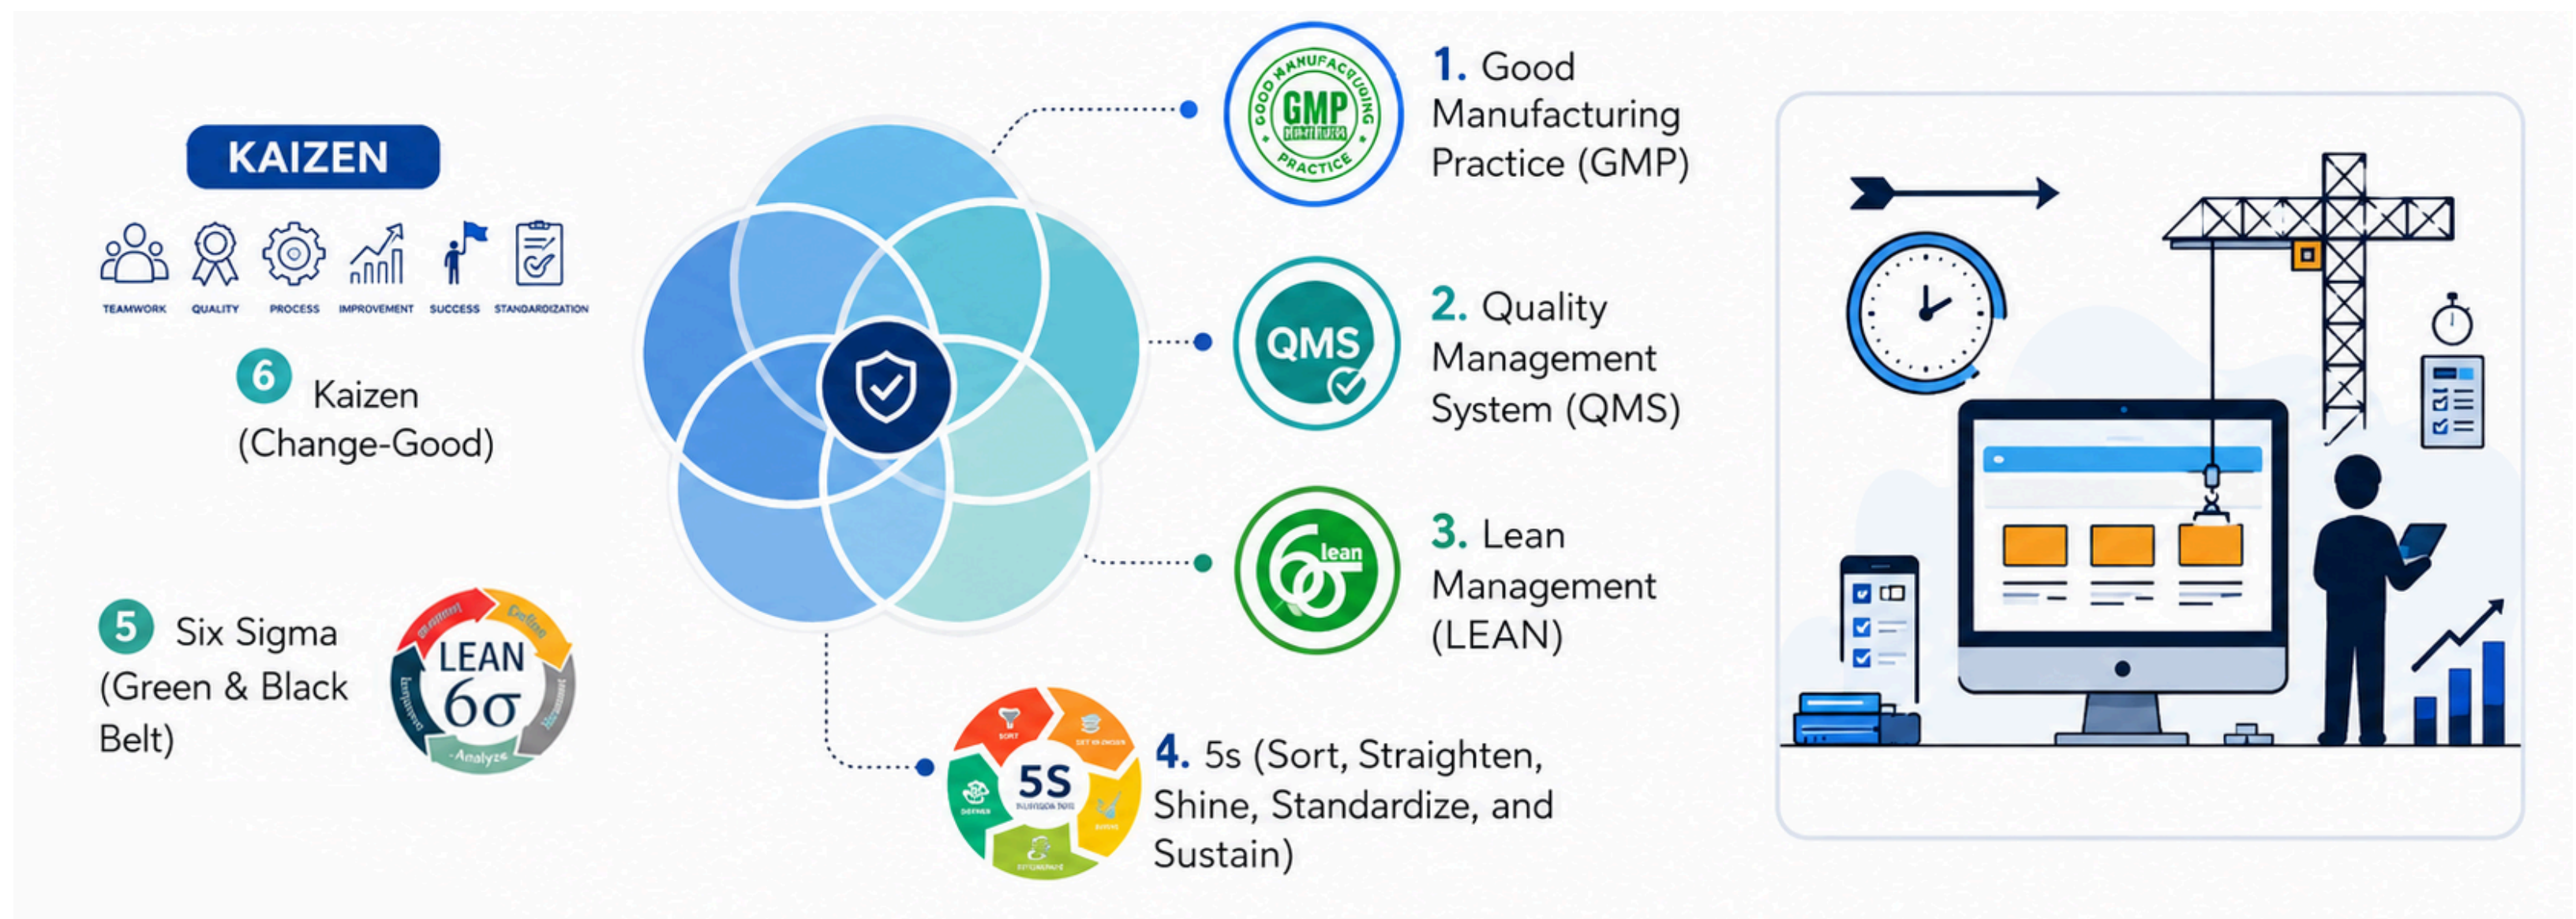 KAIZEN
TEAMWORK QUALITY PROCESS IMPROVEMENT SUCCESS STANDARDIZATION
6 Kaizen
(Change-Good)
5 Six Sigma
(Green & Black
Belt)
LEAN
6σ
-Analyze
GMP
PRACTICE
1. Good
Manufacturing
Practice (GMP)
QMS
2. Quality
Management
System (QMS)
6σ lean
3. Lean
Management
(LEAN)
5S
SORT
4. 5s (Sort, Straighten,
Shine, Standardize, and
Sustain)